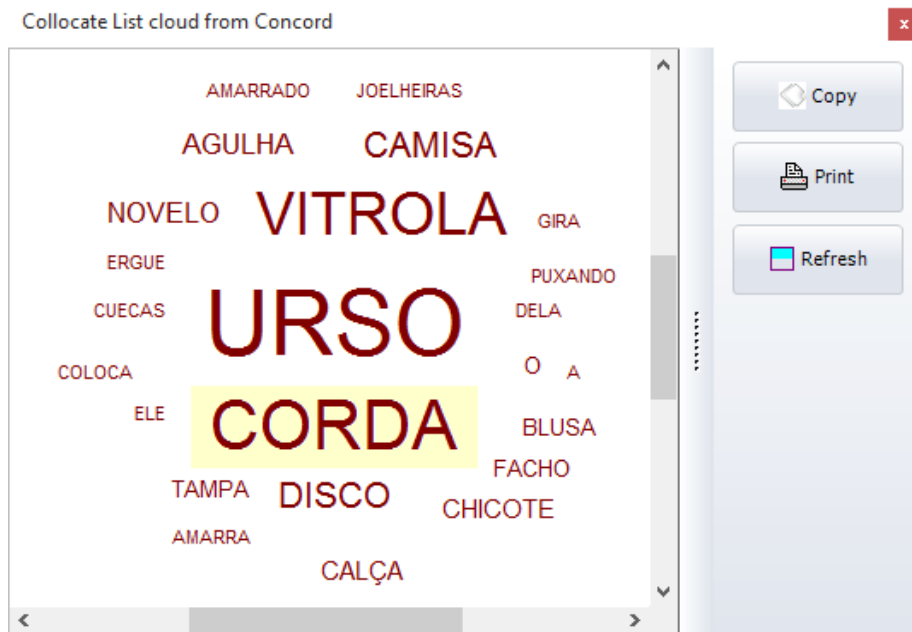 Collocate List cloud from Concord
x
AMARRADO JOELHEIRAS
AGULHA CAMISA
NOVELO VITROLA GIRA
ERGUE PUXANDO
CUECAS URSO DELA
COLOCA O A
ELE CORDA BLUSA
FACHO
TAMPA DISCO CHICOTE
AMARRA
CALÇA
Copy
Print
Refresh